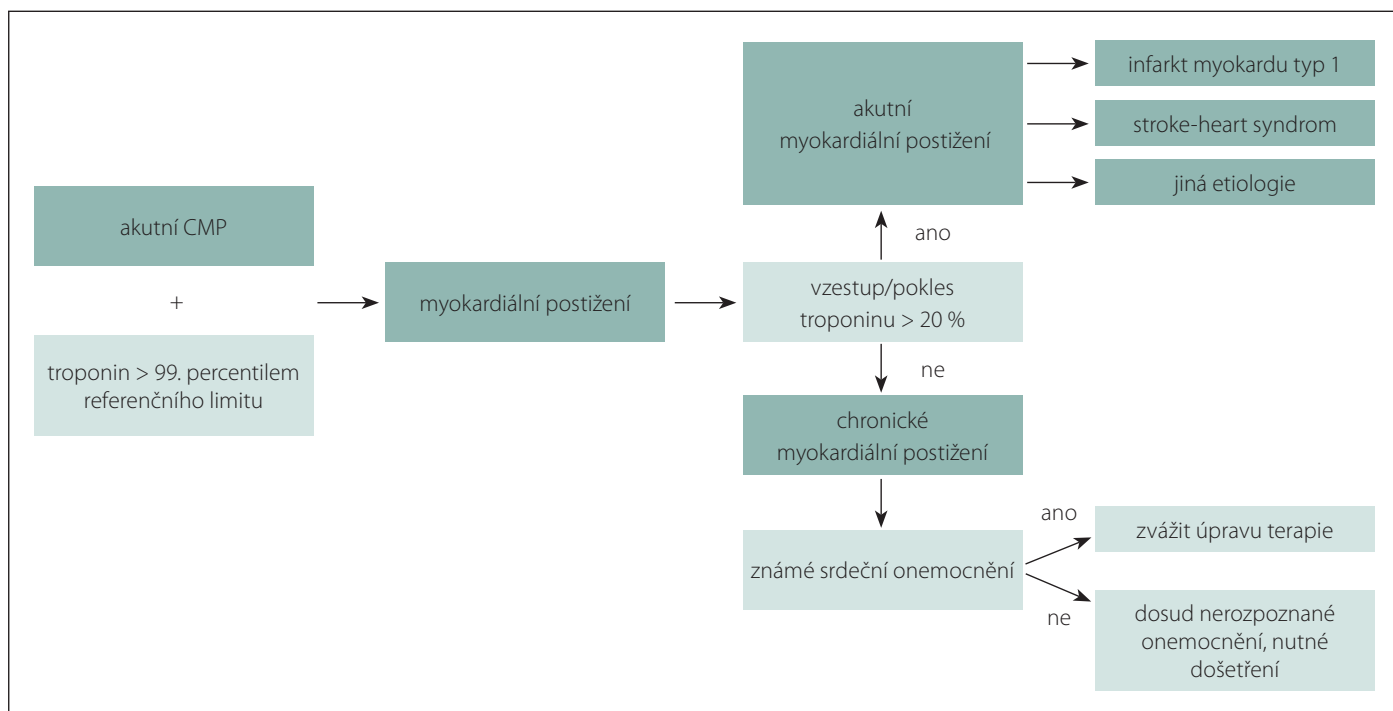 akutní CMP
+
troponin > 99. percentilem
referenčního limitu
myokardiální postižení
vzestup/pokles
troponinu > 20 %
ano
akutní
myokardiální postižení
infarkt myokardu typ 1
stroke-heart syndrom
jiná etiologie
ne
chronické
myokardiální postižení
známé srdeční onemocnění
ano
zvážit úpravu terapie
ne
dosud nerozpoznané
onemocnění, nutné
došetření